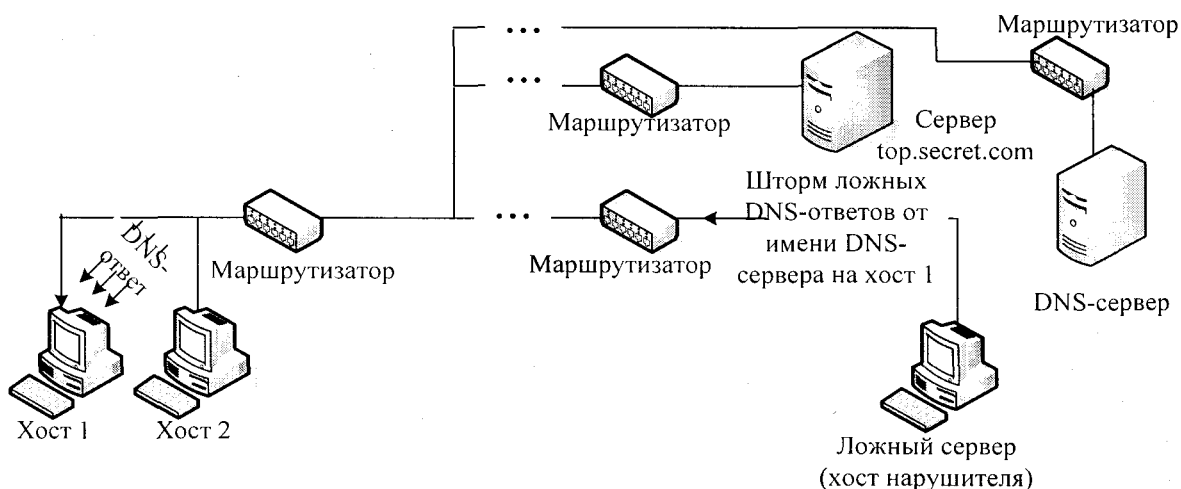 Маршрутизатор
Маршрутизатор
Сервер
top.secret.com
Шторм ложных
DNS-ответов от
имени DNS-
сервера на хост 1
DNS-
ответ
Маршрутизатор
Маршрутизатор
DNS-сервер
Хост 1
Хост 2
Ложный сервер
(хост нарушителя)